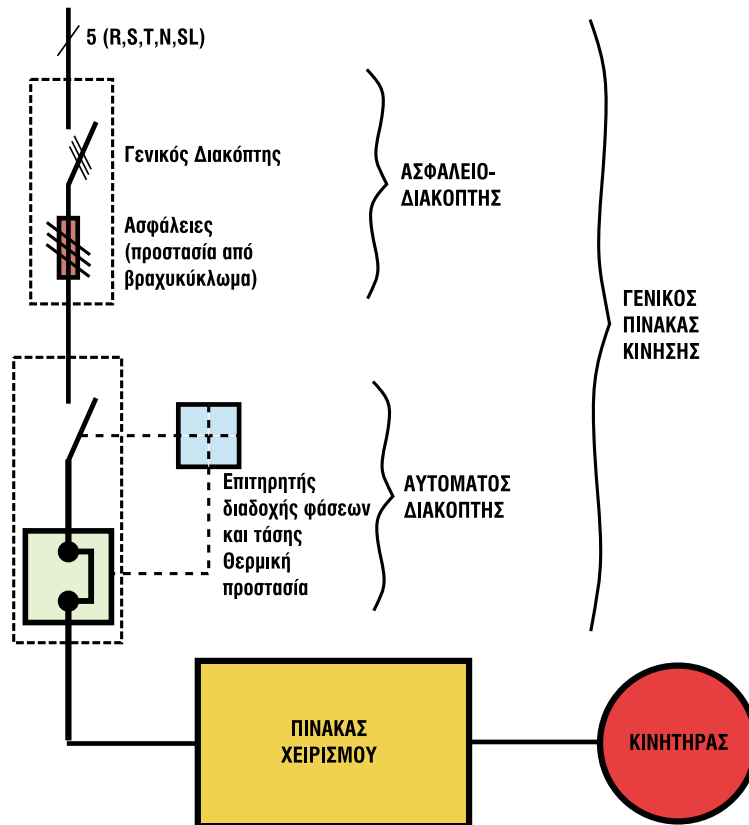 5 (R,S,T,N,SL)
Γενικός Διακόπτης
Ασφάλειες
(προστασία από
βραχυκύκλωμα)
ΑΣΦΑΛΕΙΟ-
ΔΙΑΚΟΠΤΗΣ
ΓΕΝΙΚΟΣ
ΠΙΝΑΚΑΣ
ΚΙΝΗΣΗΣ
Επιτηρητής
διαδοχής φάσεων
και τάσης
Θερμική
προστασία
ΑΥΤΟΜΑΤΟΣ
ΔΙΑΚΟΠΤΗΣ
ΠΙΝΑΚΑΣ
ΧΕΙΡΙΣΜΟΥ
ΚΙΝΗΤΗΡΑΣ